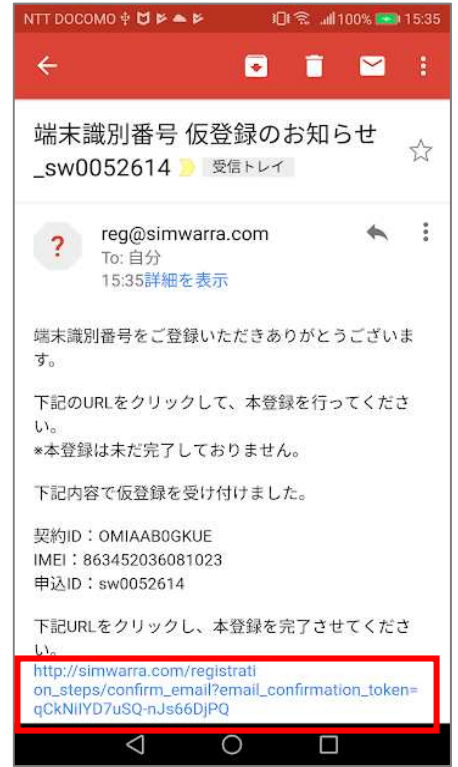 NTT DOCOMO 100% 15:35
端末識別番号 仮登録のお知らせ
_sw0052614 受信トレイ
?
reg@simwarra.com
To: 自分
15:35詳細を表示
端末識別番号をご登録いただきありがとうございま
す。
下記のURLをクリックして、本登録を行ってくださ
い。
*本登録は未だ完了しておりません。
下記内容で仮登録を受け付けました。
契約ID：OMIAAB0GKUE
IMEI：863452036081023
申込ID：sw0052614
下記URLをクリックし、本登録を完了させてくださ
い。
http://simwarra.com/registrati
on_steps/confirm_email?email_confirmation_token=
qCkNilYD7uSQ-nJs66DjPQ